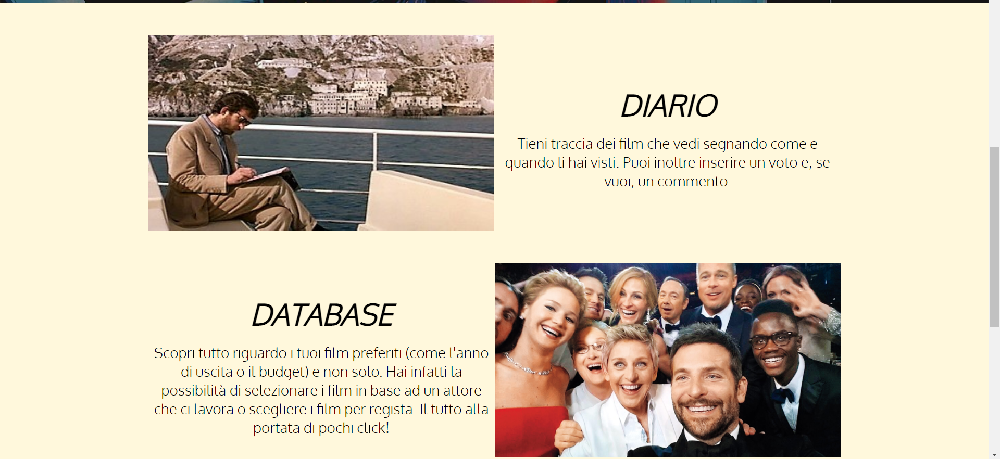 DIARIO
Tieni traccia dei film che vedi segnando come e
quando li hai visti. Puoi inoltre inserire un voto e, se
vuoi, un commento.
DATABASE
Scopri tutto riguardo i tuoi film preferiti (come l'anno
di uscita o il budget) e non solo. Hai infatti la
possibilità di selezionare i film in base ad un attore
che ci lavora o scegliere i film per regista. Il tutto alla
portata di pochi click!